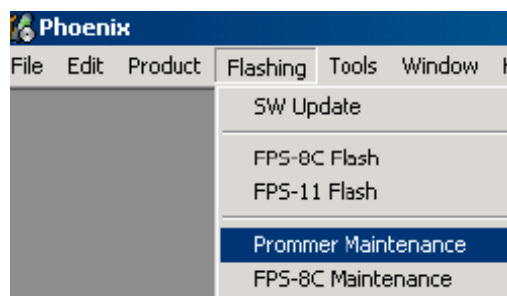 Phoenix
File Edit Product Flashing Tools Window
SW Update
FPS-8C Flash
FPS-11 Flash
Prommer Maintenance
FPS-8C Maintenance